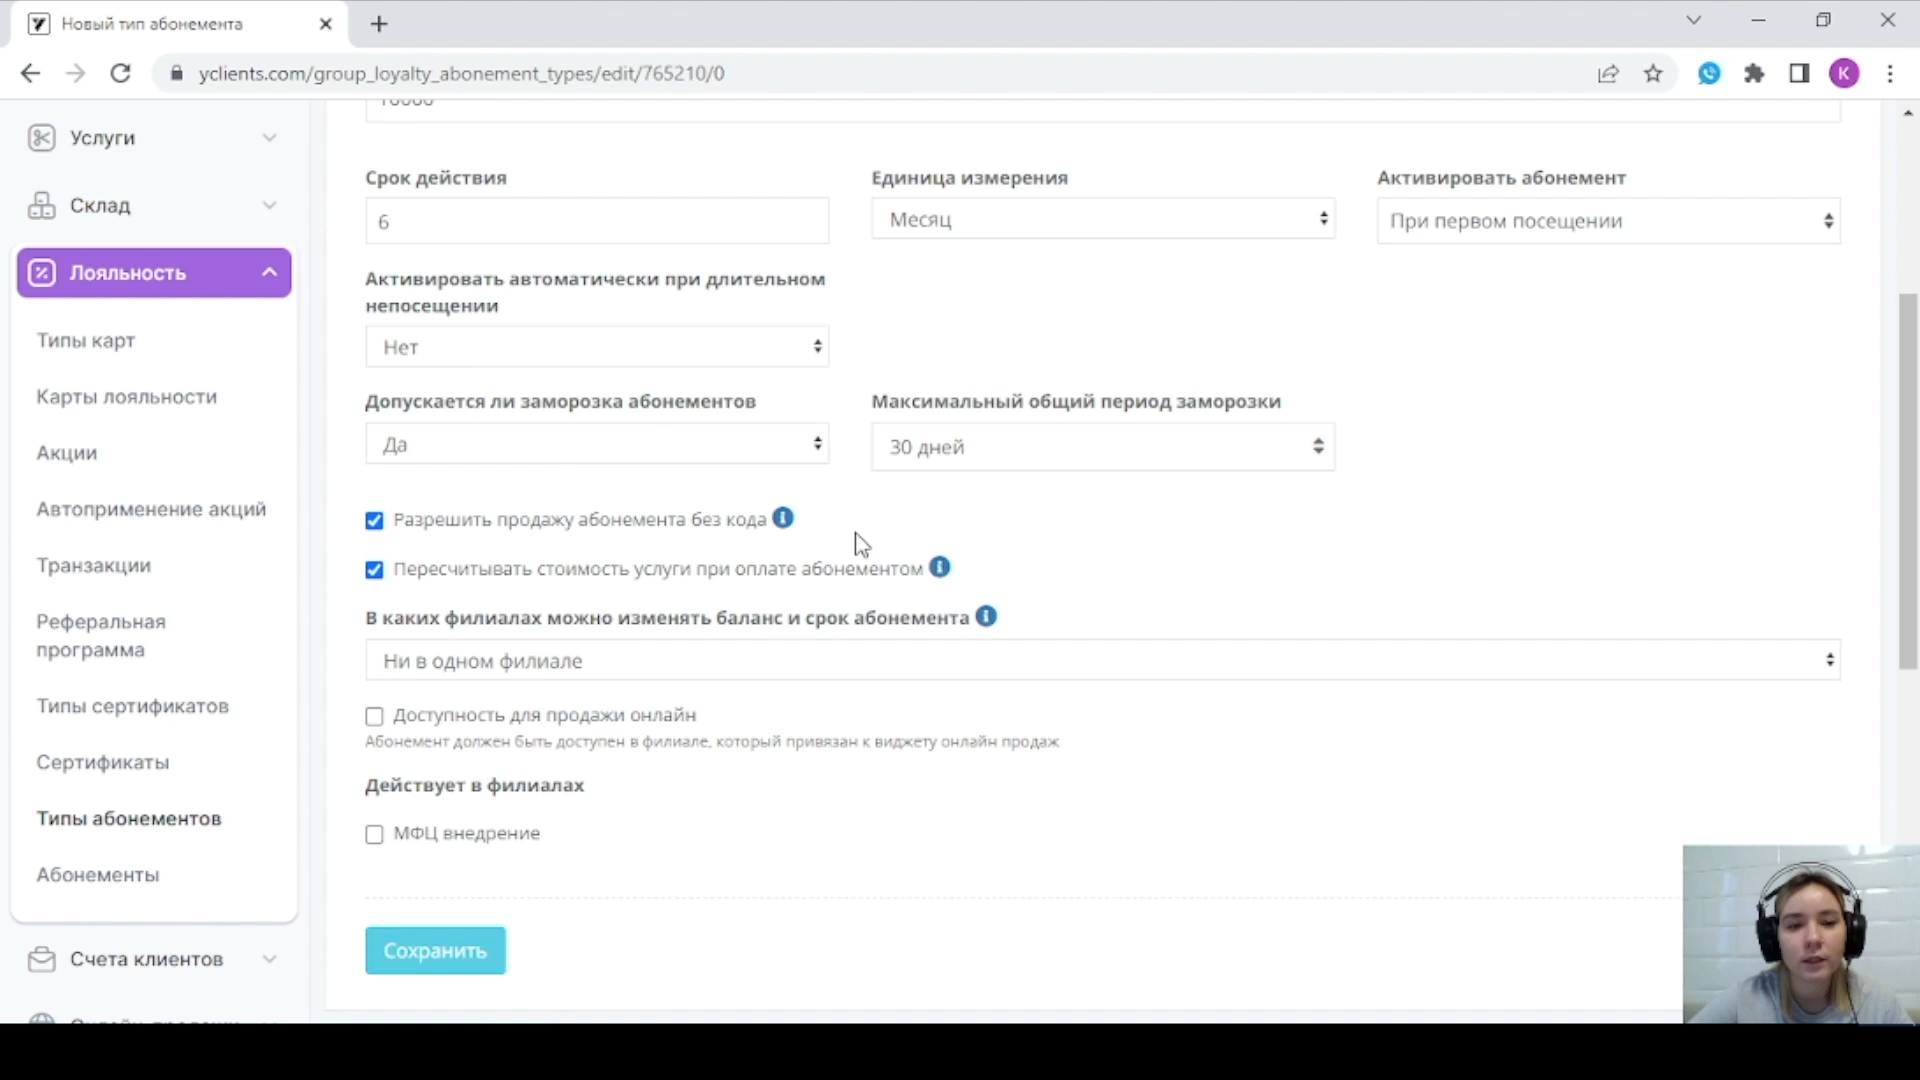 Новый тип абонемента
yclients.com/group_loyalty_abonement_types/edit/765210/0
K
Услуги
Склад
Лояльность
Типы карт
Карты лояльности
Акции
Автоприменение акций
Транзакции
Реферальная
программа
Типы сертификатов
Сертификаты
Типы абонементов
Абонементы
Счета клиентов
10000
Срок действия
Единица измерения
Активировать абонемент
6
Месяц
При первом посещении
Активировать автоматически при длительном
непосещении
Нет
Допускается ли заморозка абонементов
Максимальный общий период заморозки
Да
30 дней
Разрешить продажу абонемента без кода
Пересчитывать стоимость услуги при оплате абонементом
В каких филиалах можно изменять баланс и срок абонемента
Ни в одном филиале
Доступность для продажи онлайн
Абонемент должен быть доступен в филиале, который привязан к виджету онлайн продаж
Действует в филиалах
МФЦ внедрение
Сохранить